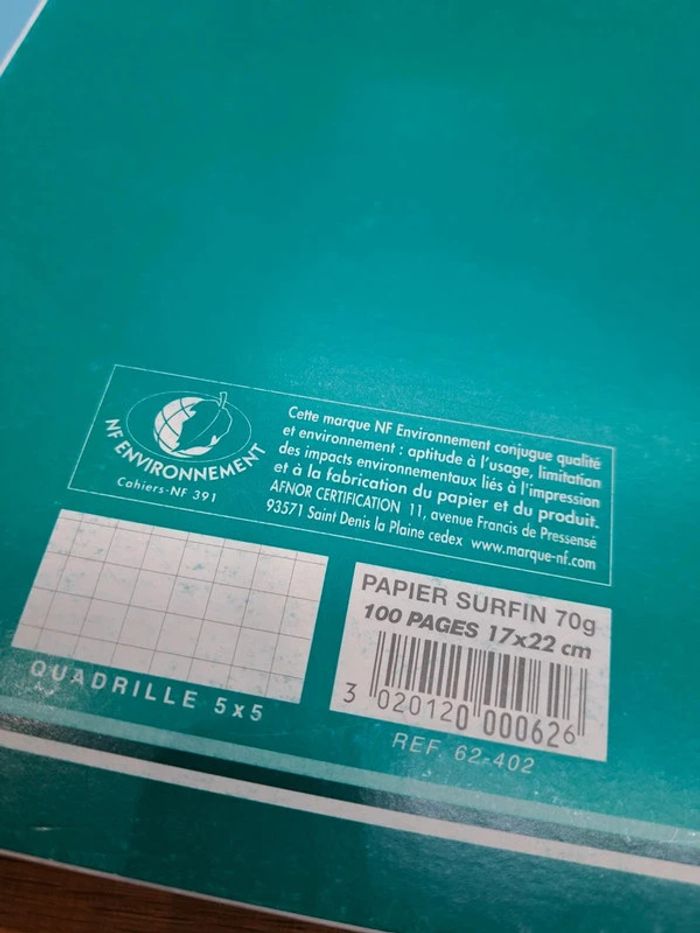 NF ENVIRONNEMENT
Cahiers-NF 391
Cette marque NF Environnement conjugue qualité
et environnement : aptitude à l'usage, limitation
des impacts environnementaux liés à l'impression
et à la fabrication du papier et du produit.
AFNOR CERTIFICATION 11, avenue Francis de Pressensé
93571 Saint Denis la Plaine cedex www.marque-nf.com
QUADRILLE 5x5
PAPIER SURFIN 70g
100 PAGES 17x22 cm
3 020120 000626
REF. 62-402